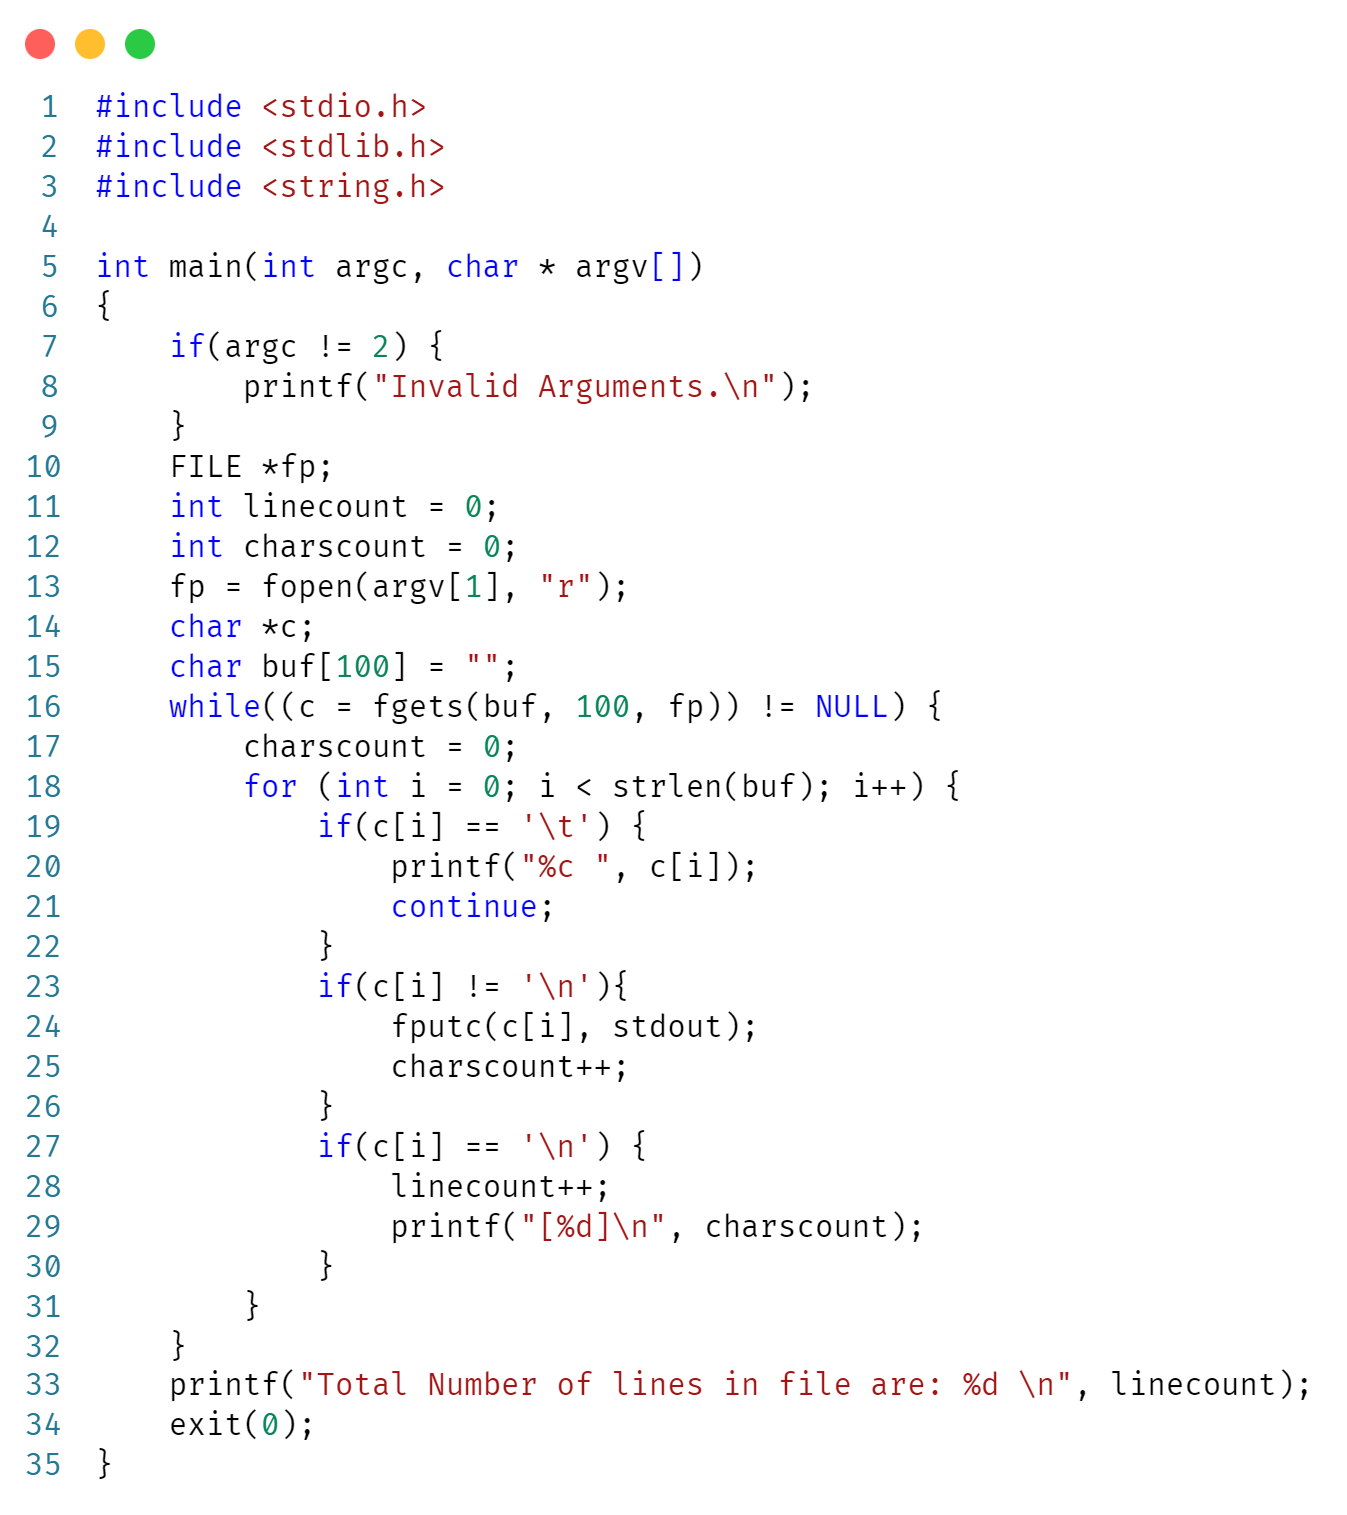 1 #include <stdio.h>
2 #include <stdlib.h>
3 #include <string.h>
4
5 int main(int argc, char * argv[])
6 {
7     if(argc != 2) {
8         printf("Invalid Arguments.\n");
9     }
10     FILE *fp;
11     int linecount = 0;
12     int charscount = 0;
13     fp = fopen(argv[1], "r");
14     char *c;
15     char buf[100] = "";
16     while((c = fgets(buf, 100, fp)) != NULL) {
17         charscount = 0;
18         for (int i = 0; i < strlen(buf); i++) {
19             if(c[i] == '\t') {
20                 printf("%c ", c[i]);
21                 continue;
22             }
23             if(c[i] != '\n'){
24                 fputc(c[i], stdout);
25                 charscount++;
26             }
27             if(c[i] == '\n') {
28                 linecount++;
29                 printf("[%d]\n", charscount);
30             }
31         }
32     }
33     printf("Total Number of lines in file are: %d \n", linecount);
34     exit(0);
35 }